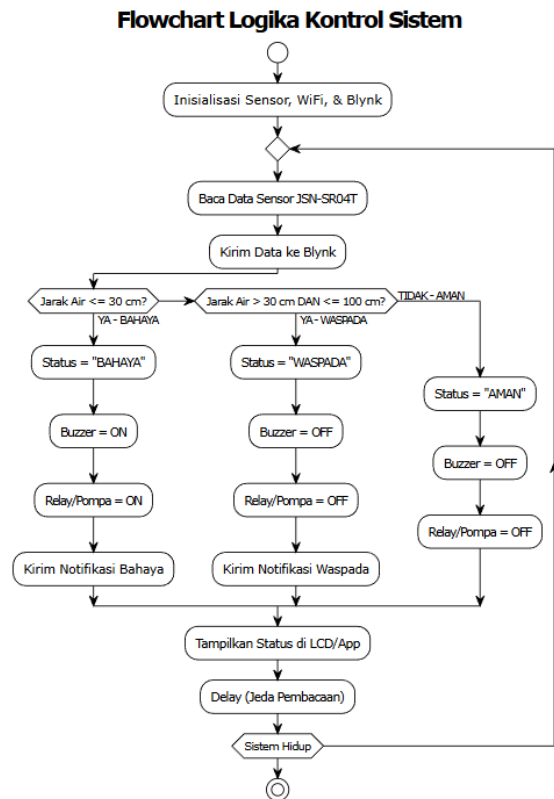 Flowchart Logika Kontrol Sistem
Inisialisasi Sensor, WiFi, & Blynk
Baca Data Sensor JSN-SR04T
Kirim Data ke Blynk
Jarak Air <= 30 cm?
YA - BAHAYA
Jarak Air > 30 cm DAN <= 100 cm?
YA - WASPADA
TIDAK - AMAN
Status = "BAHAYA"
Buzzer = ON
Relay/Pompa = ON
Kirim Notifikasi Bahaya
Status = "WASPADA"
Buzzer = OFF
Relay/Pompa = OFF
Kirim Notifikasi Waspada
Status = "AMAN"
Buzzer = OFF
Relay/Pompa = OFF
Tampilkan Status di LCD/App
Delay (Jeda Pembacaan)
Sistem Hidup